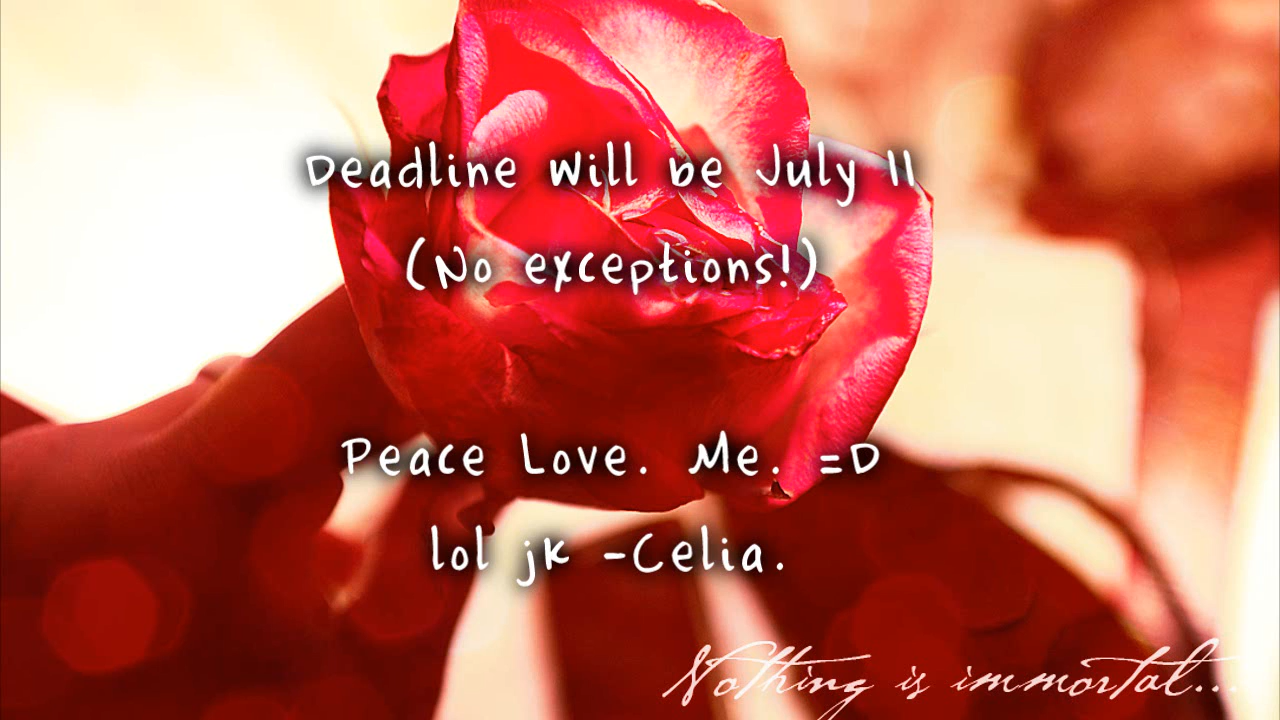 Deadline will be July 11
(No exceptions!)
Peace Love. Me. =D
lol jk -Celia.
Nothing is immortal...